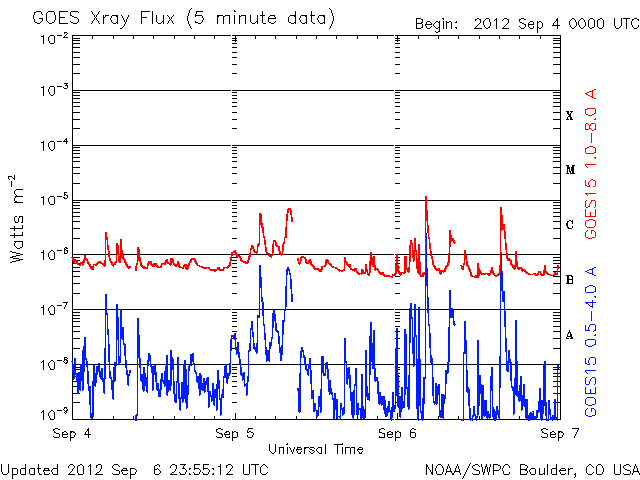 GOES Xray Flux (5 minute data)
Begin: 2012 Sep 4 0000 UTC
10⁻²
10⁻³
10⁻⁴
10⁻⁵
10⁻⁶
10⁻⁷
10⁻⁸
10⁻⁹
Watts m⁻²
X
M
C
B
A
GOES15 1.0–8.0 A
GOES15 0.5–4.0 A
Sep 4
Sep 5
Sep 6
Sep 7
Universal Time
Updated 2012 Sep 6 23:55:12 UTC
NOAA/SWPC Boulder, CO USA